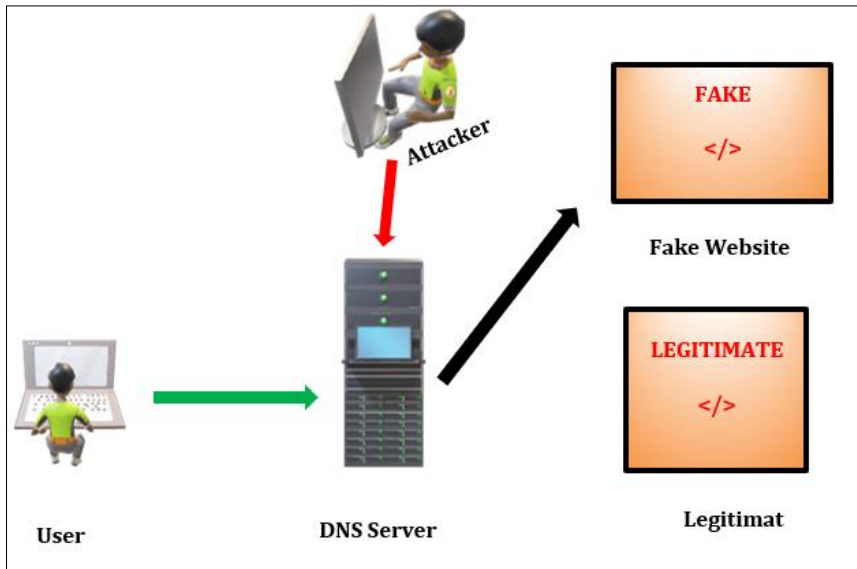 Attacker
FAKE
</>
Fake Website
LEGITIMATE
</>
User
DNS Server
Legitimat